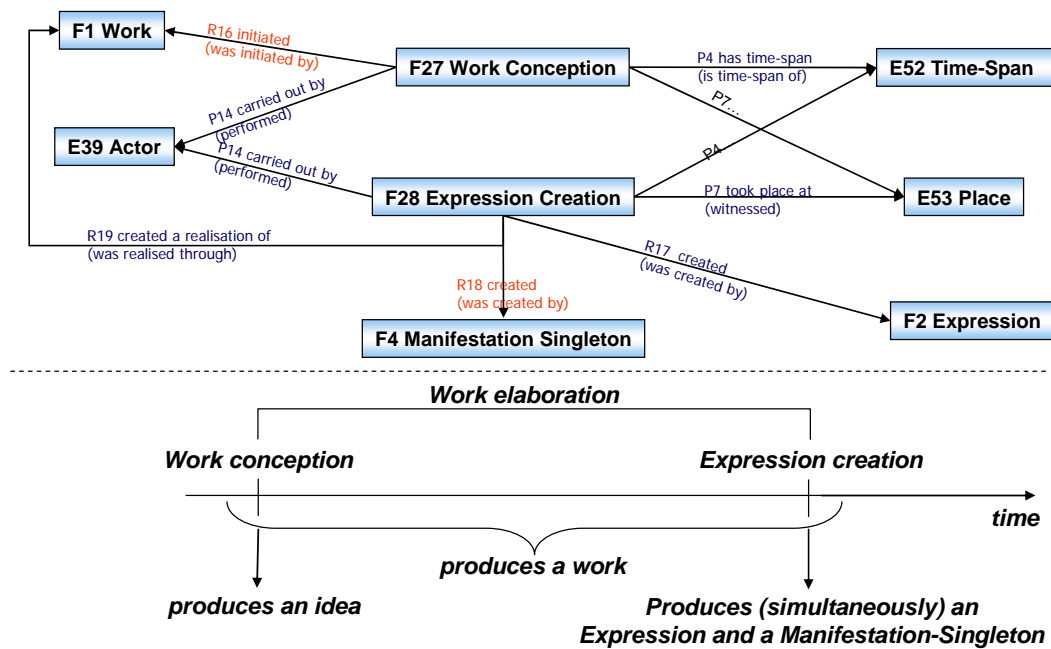 F1 Work
R16 initiated
(was initiated by)
F27 Work Conception
P4 has time-span
(is time-span of)
E52 Time-Span
P14 carried out by
(performed)
P7...
E39 Actor
P14 carried out by
(performed)
P4...
F28 Expression Creation
P7 took place at
(witnessed)
E53 Place
R19 created a realisation of
(was realised through)
R17 created
(was created by)
R18 created
(was created by)
F2 Expression
F4 Manifestation Singleton
Work elaboration
Work conception
Expression creation
time
produces a work
produces an idea
Produces (simultaneously) an
Expression and a Manifestation-Singleton